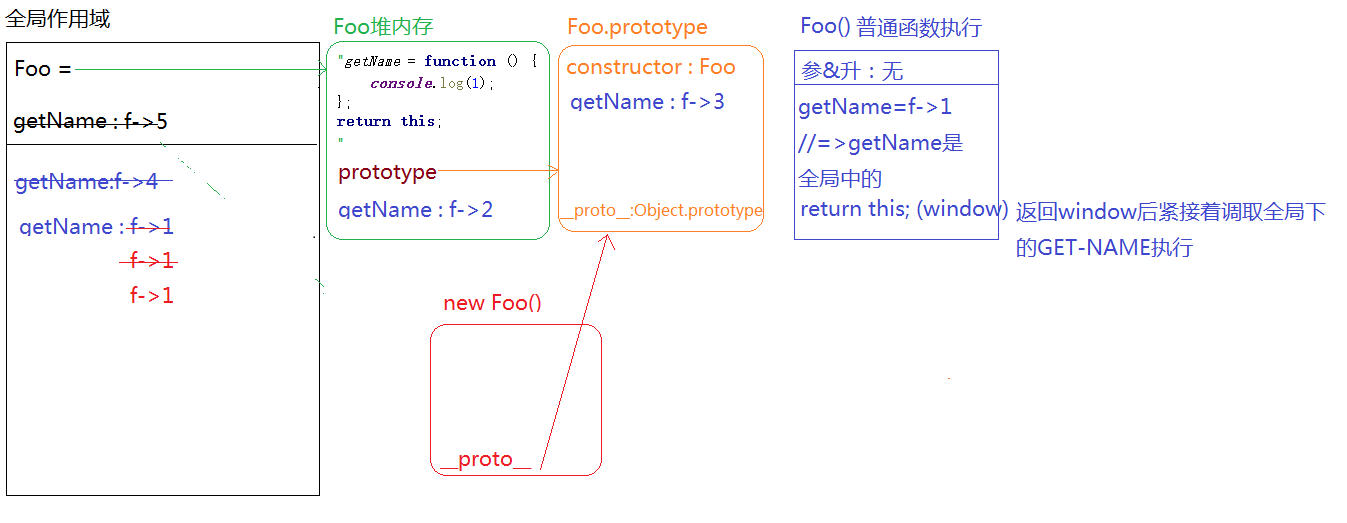 全局作用域
Foo =
getName : f->5
getName:f->4
getName : f->1
f->1
f->1
Foo堆内存
"getName = function () {
console.log(1);
};
return this;
"
prototype
getName : f->2
Foo.prototype
constructor : Foo
getName : f->3
__proto__:Object.prototype
new Foo()
__proto__
Foo() 普通函数执行
参&升：无
getName=f->1
//=>getName是
全局中的
return this; (window)
返回window后紧接着调取全局下
的GET-NAME执行